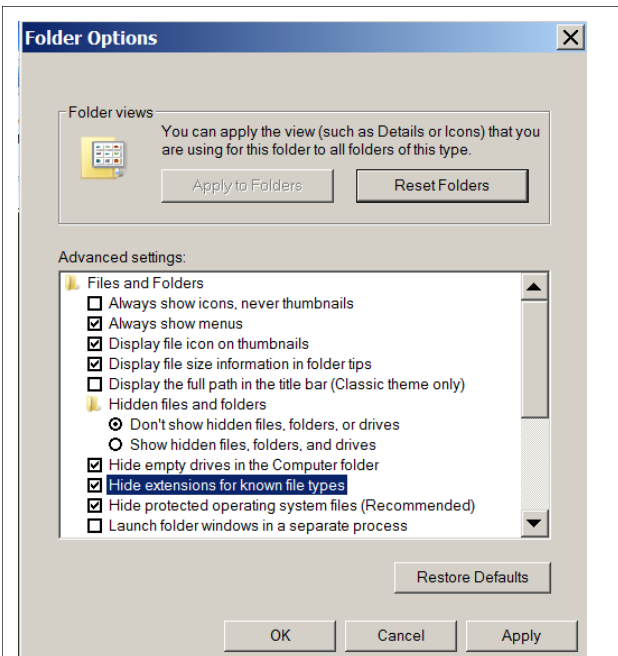 Folder Options
Folder views
You can apply the view (such as Details or Icons) that you
are using for this folder to all folders of this type.
Apply to Folders
Reset Folders
Advanced settings:
Files and Folders
Always show icons, never thumbnails
Always show menus
Display file icon on thumbnails
Display file size information in folder tips
Display the full path in the title bar (Classic theme only)
Hidden files and folders
Don't show hidden files, folders, or drives
Show hidden files, folders, and drives
Hide empty drives in the Computer folder
Hide extensions for known file types
Hide protected operating system files (Recommended)
Launch folder windows in a separate process
Restore Defaults
OK
Cancel
Apply